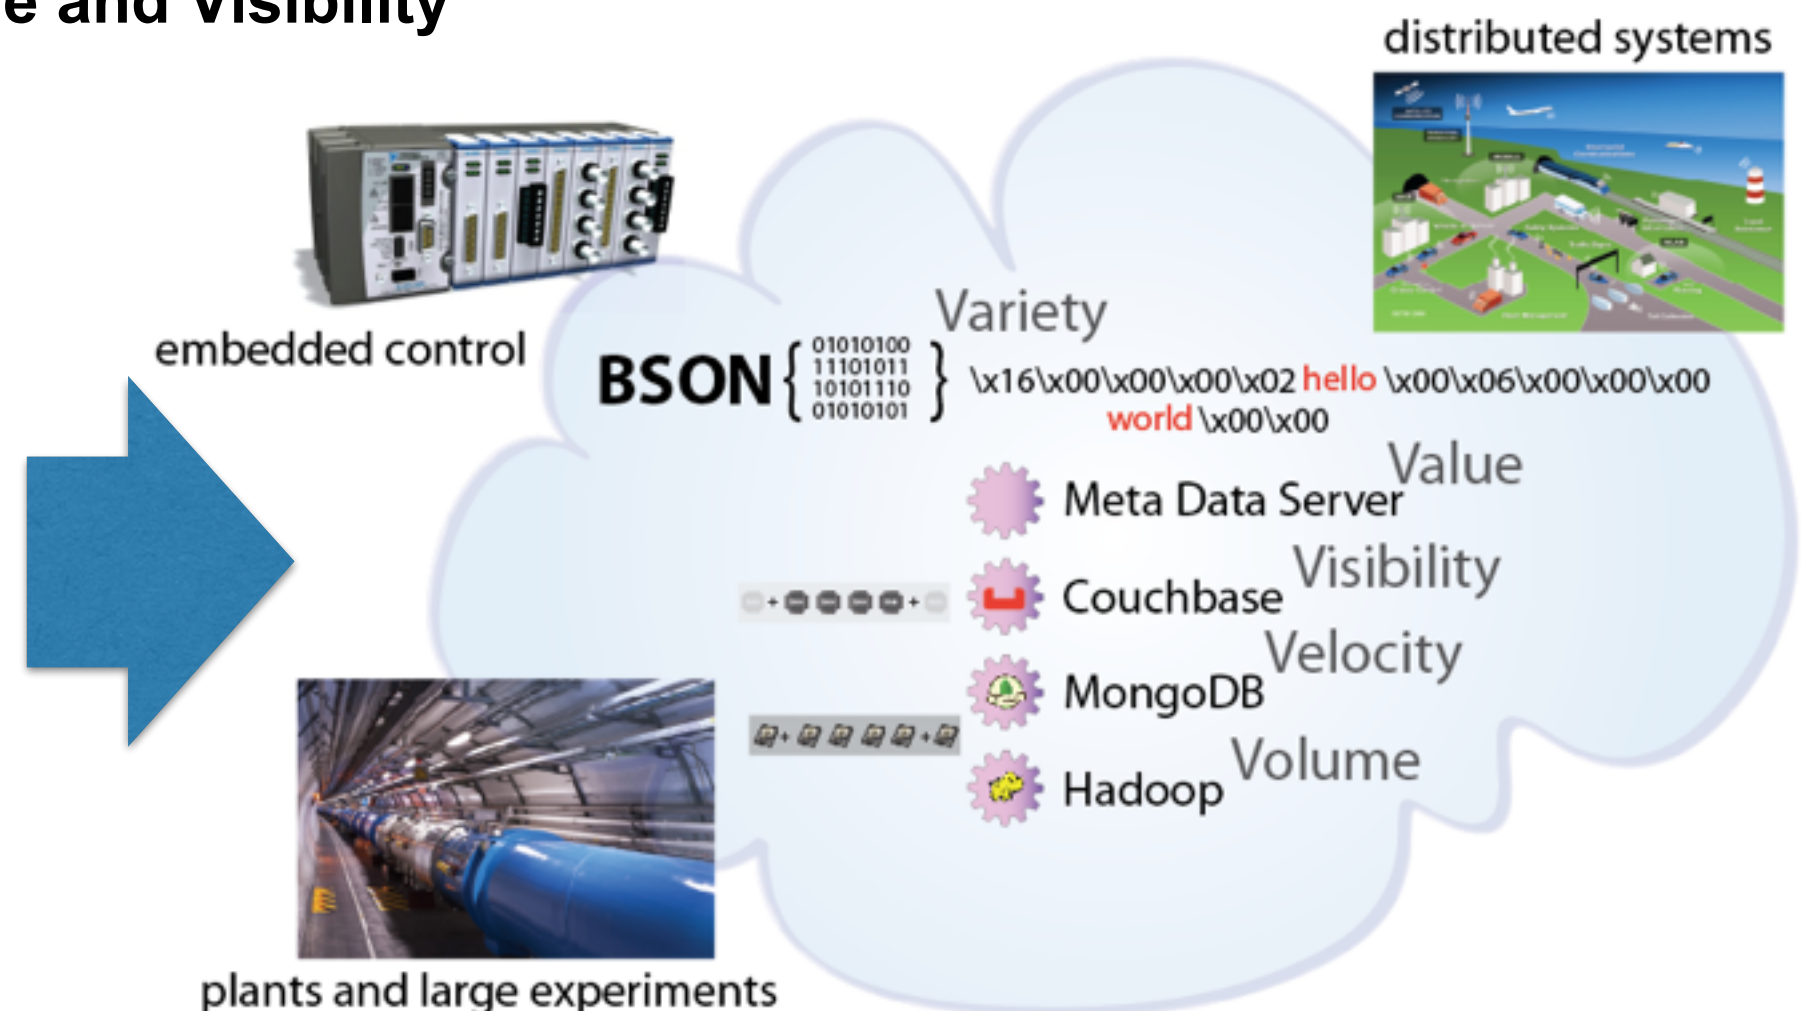 e and Visibility
distributed systems
embedded control
Variety
BSON { 01010100
11101011
10101110
01010101 }
\x16\x00\x00\x00\x02 hello \x00\x06\x00\x00\x00
world \x00\x00
Value
Meta Data Server
Visibility
Couchbase
Velocity
MongoDB
Volume
Hadoop
plants and large experiments